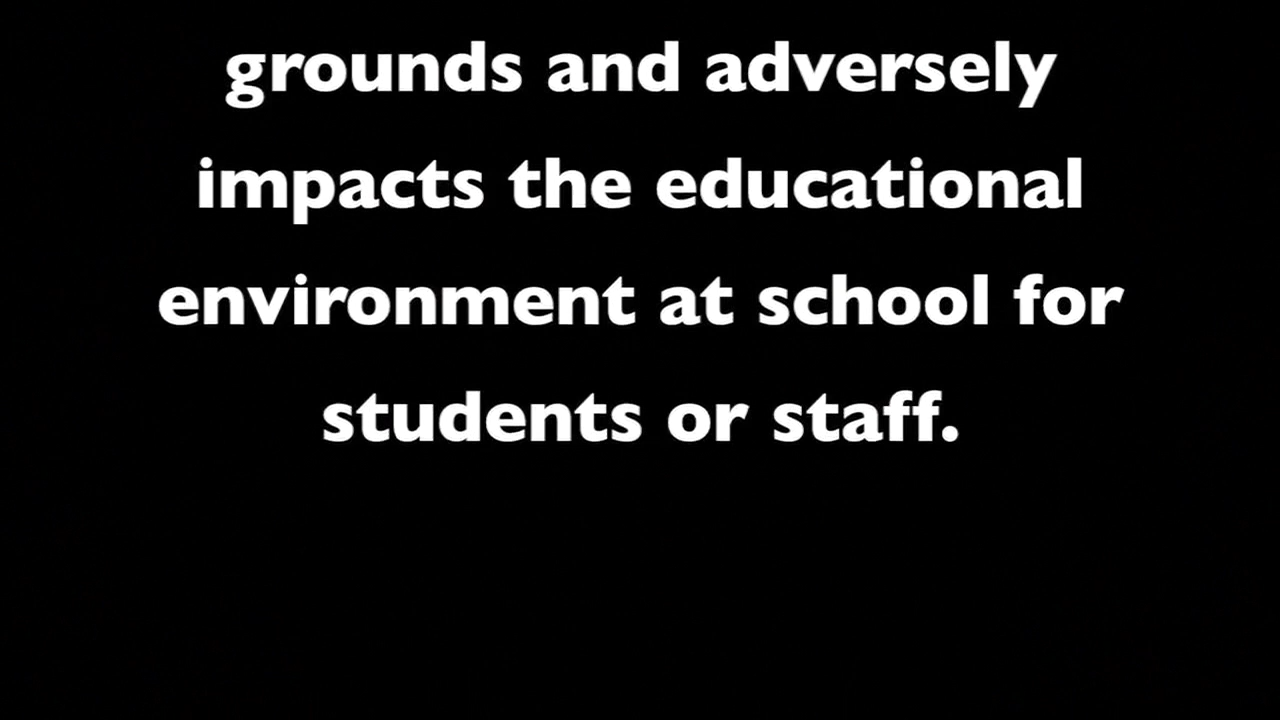 grounds and adversely
impacts the educational
environment at school for
students or staff.